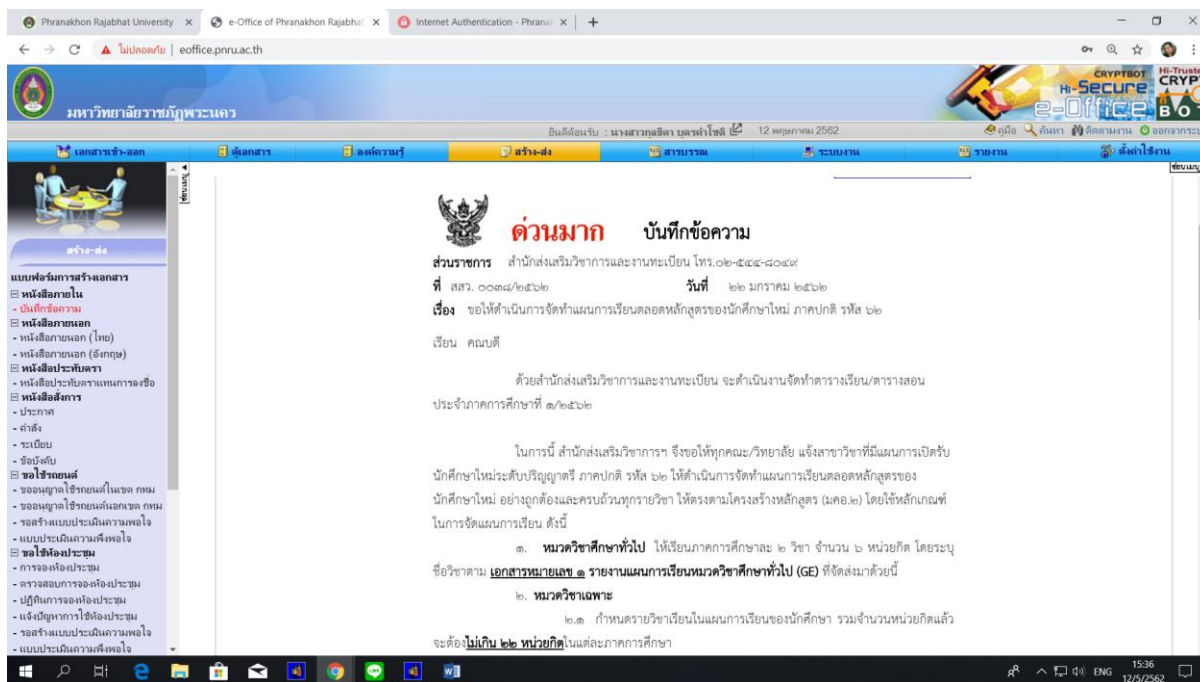 Phranakhon Rajabhat University
e-Office of Phranakhon Rajabhat
Internet Authentication - Phrana
ไม่ปลอดภัย | eoffice.pnru.ac.th
มหาวิทยาลัยราชภัฏพระนคร
CRYPTBOT
Hi-Secure
e-Office
Hi-Truste
CRYP
BO
ยินดีต้อนรับ :
12 พฤษภาคม 2562
คู่มือ ค้นหา ติดตามงาน ออกจากระ
เอกสารเข้า-ออก
ตู้เอกสาร
องค์ความรู้
สร้าง-ส่ง
สารบรรณ
ระบบงาน
รายงาน
ตั้งค่าใช้งาน
ซ่อนเมนู
ซ่อนเมนู
สร้าง-ส่ง
แบบฟอร์มการสร้างเอกสาร
หนังสือภายใน
- บันทึกข้อความ
หนังสือภายนอก
- หนังสือภายนอก (ไทย)
- หนังสือภายนอก (อังกฤษ)
หนังสือประทับตรา
- หนังสือประทับตราแทนการลงชื่อ
หนังสือสั่งการ
- ประกาศ
- คำสั่ง
- ระเบียบ
- ข้อบังคับ
ขอใช้รถยนต์
- ขออนุญาตใช้รถยนต์ในเขต กทม
- ขออนุญาตใช้รถยนต์นอกเขต กทม
- รอสร้างแบบประเมินความพอใจ
- แบบประเมินความพึงพอใจ
ขอใช้ห้องประชุม
- การจองห้องประชุม
- ตรวจสอบการจองห้องประชุม
- ปฏิทินการจองห้องประชุม
- แจ้งปัญหาการใช้ห้องประชุม
- รอสร้างแบบประเมินความพอใจ
- แบบประเมินความพึงพอใจ
ด่วนมาก บันทึกข้อความ
ส่วนราชการ สำนักส่งเสริมวิชาการและงานทะเบียน โทร.๐๒-๕๔๔-๘๐๔๙
ที่ สสว. ๐๐๓๘/๒๕๖๒ วันที่ ๒๒ มกราคม ๒๕๖๒
เรื่อง ขอให้ดำเนินการจัดทำแผนการเรียนตลอดหลักสูตรของนักศึกษาใหม่ ภาคปกติ รหัส ๖๒
เรียน คณบดี
ด้วยสำนักส่งเสริมวิชาการและงานทะเบียน จะดำเนินงานจัดทำตารางเรียน/ตารางสอน
ประจำภาคการศึกษาที่ ๑/๒๕๖๒
ในการนี้ สำนักส่งเสริมวิชาการฯ จึงขอให้ทุกคณะ/วิทยาลัย แจ้งสาขาวิชาที่มีแผนการเปิดรับ
นักศึกษาใหม่ระดับปริญญาตรี ภาคปกติ รหัส ๖๒ ให้ดำเนินการจัดทำแผนการเรียนตลอดหลักสูตรของ
นักศึกษาใหม่ อย่างถูกต้องและครบถ้วนทุกรายวิชา ให้ตรงตามโครงสร้างหลักสูตร (มคอ.๒) โดยใช้หลักเกณฑ์
ในการจัดแผนการเรียน ดังนี้
๑. หมวดวิชาศึกษาทั่วไป ให้เรียนภาคการศึกษาละ ๒ วิชา จำนวน ๖ หน่วยกิต โดยระบุ
ชื่อวิชาตาม เอกสารหมายเลข ๑ รายงานแผนการเรียนหมวดวิชาศึกษาทั่วไป (GE) ที่จัดส่งมาด้วยนี้
๒. หมวดวิชาเฉพาะ
๒.๑ กำหนดรายวิชาเรียนในแผนการเรียนของนักศึกษา รวมจำนวนหน่วยกิตแล้ว
จะต้องไม่เกิน ๒๒ หน่วยกิตในแต่ละภาคการศึกษา
ENG
15:36
12/5/2562